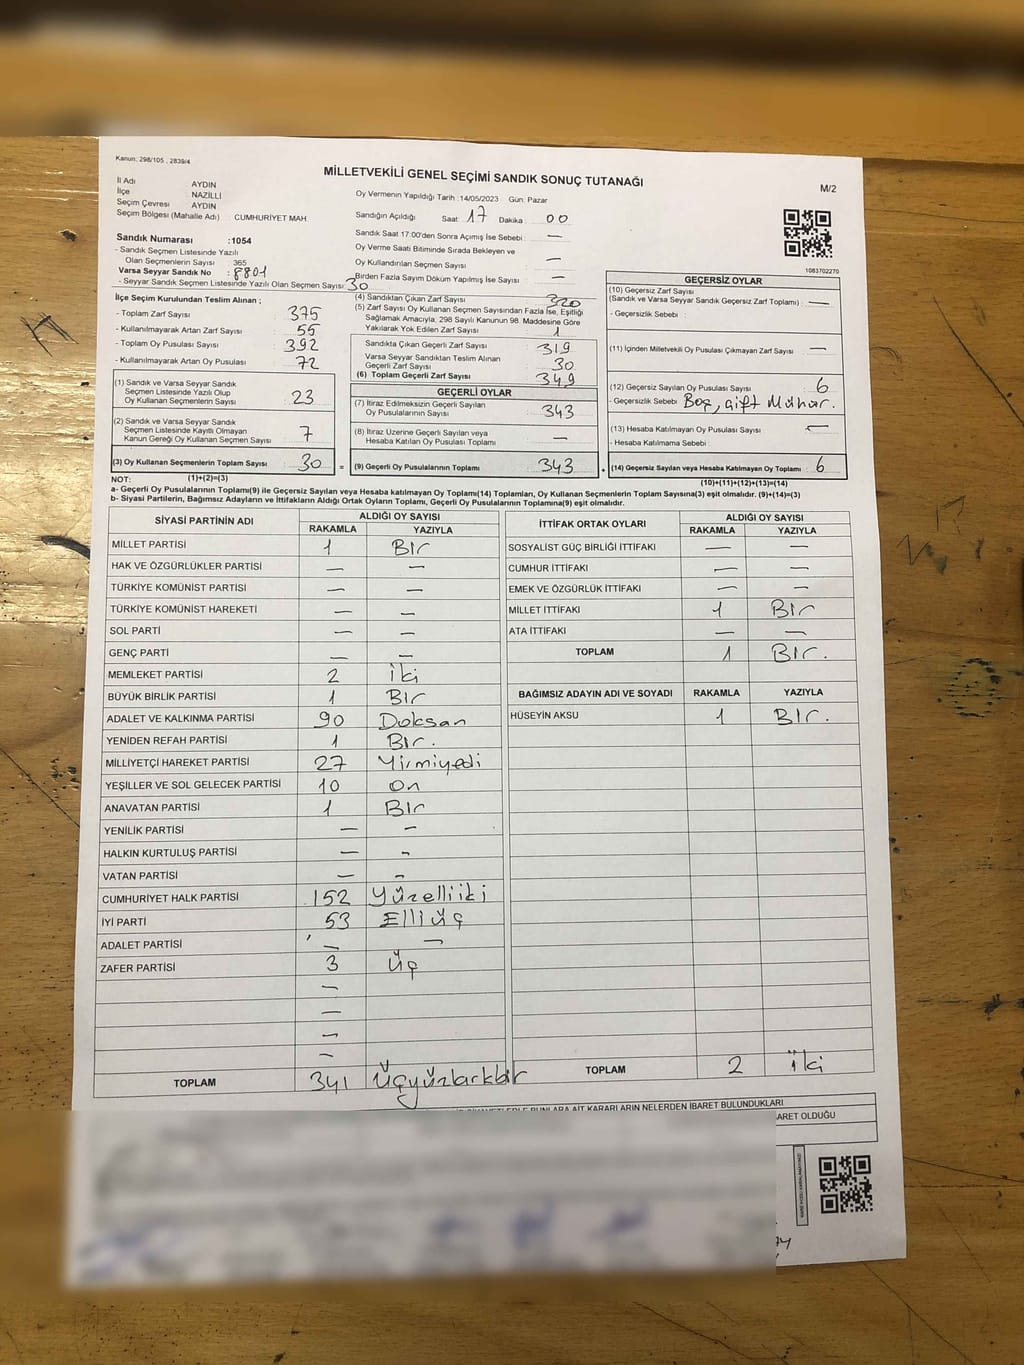 Kanun: 298/105 , 2839/4
MİLLETVEKİLİ GENEL SEÇİMİ SANDIK SONUÇ TUTANAĞI
M/2
İl Adı AYDIN
İlçe NAZİLLİ
Seçim Çevresi AYDIN
Seçim Bölgesi (Mahalle Adı) CUMHURİYET MAH.
Sandık Numarası :1054
- Sandık Seçmen Listesinde Yazılı
Olan Seçmenlerin Sayısı : 365
Varsa Seyyar Sandık No : 8801
- Seyyar Sandık Seçmen Listesinde Yazılı Olan Seçmen Sayısı: 30
Oy Vermenin Yapıldığı Tarih :14/05/2023 Gün: Pazar
Sandığın Açıldığı Saat: 17 Dakika : 00
Sandık Saat 17:00'den Sonra Açımış İse Sebebi : —
Oy Verme Saati Bitiminde Sırada Bekleyen ve
Oy Kullandırılan Seçmen Sayısı : —
Birden Fazla Sayım Döküm Yapılmış İse Sayısı : —
1083702270
İlçe Seçim Kurulundan Teslim Alınan ;
- Toplam Zarf Sayısı : 375
- Kullanılmayarak Artan Zarf Sayısı : 55
- Toplam Oy Pusulası Sayısı : 392
- Kullanılmayarak Artan Oy Pusulası : 72
(1) Sandık ve Varsa Seyyar Sandık
Seçmen Listesinde Yazılı Olup
Oy Kullanan Seçmenlerin Sayısı : 23
(2) Sandık ve Varsa Seyyar Sandık
Seçmen Listesinde Kayıtlı Olmayan
Kanun Gereği Oy Kullanan Seçmen Sayısı : 7
(3) Oy Kullanan Seçmenlerin Toplam Sayısı : 30 =
(1)+(2)=(3)
(4) Sandıktan Çıkan Zarf Sayısı : 320
(5) Zarf Sayısı Oy Kullanan Seçmen Sayısından Fazla İse, Eşitliği
Sağlamak Amacıyla, 298 Sayılı Kanunun 98. Maddesine Göre
Yakılarak Yok Edilen Zarf Sayısı : 1
Sandıkta Çıkan Geçerli Zarf Sayısı : 319
Varsa Seyyar Sandıktan Teslim Alınan
Geçerli Zarf Sayısı : 30
(6) Toplam Geçerli Zarf Sayısı : 349
GEÇERLİ OYLAR
(7) İtiraz Edilmeksizin Geçerli Sayılan
Oy Pusulalarının Sayısı : 343
(8) İtiraz Üzerine Geçerli Sayılan veya
Hesaba Katılan Oy Pusulası Toplamı : —
(9) Geçerli Oy Pusulalarının Toplamı : 343 +
GEÇERSİZ OYLAR
(10) Geçersiz Zarf Sayısı
(Sandık ve Varsa Seyyar Sandık Geçersiz Zarf Toplamı) : —
- Geçersizlik Sebebi :
(11) İçinden Milletvekili Oy Pusulası Çıkmayan Zarf Sayısı : —
(12) Geçersiz Sayılan Oy Pusulası Sayısı : 6
- Geçersizlik Sebebi : Boş, çift Mühür.
(13) Hesaba Katılmayan Oy Pusulası Sayısı : —
- Hesaba Katılmama Sebebi :
(14) Geçersiz Sayılan veya Hesaba Katılmayan Oy Toplamı : 6
(10)+(11)+(12)+(13)=(14)
NOT:
a- Geçerli Oy Pusulalarının Toplamı(9) ile Geçersiz Sayılan veya Hesaba katılmayan Oy Toplamı(14) Toplamları, Oy Kullanan Seçmenlerin Toplam Sayısına(3) eşit olmalıdır. (9)+(14)=(3)
b- Siyasi Partilerin, Bağımsız Adayların ve İttifakların Aldığı Ortak Oyların Toplamı, Geçerli Oy Pusulalarının Toplamına(9) eşit olmalıdır.
SİYASİ PARTİNİN ADI ALDIĞI OY SAYISI
RAKAMLA YAZIYLA
MİLLET PARTİSİ 1 Bir
HAK VE ÖZGÜRLÜKLER PARTİSİ — —
TÜRKİYE KOMÜNİST PARTİSİ — —
TÜRKİYE KOMÜNİST HAREKETİ — —
SOL PARTİ — —
GENÇ PARTİ — —
MEMLEKET PARTİSİ 2 İki
BÜYÜK BİRLİK PARTİSİ 1 Bir
ADALET VE KALKINMA PARTİSİ 90 Doksan
YENİDEN REFAH PARTİSİ 1 Bir.
MİLLİYETÇİ HAREKET PARTİSİ 27 Yirmiyedi
YEŞİLLER VE SOL GELECEK PARTİSİ 10 On
ANAVATAN PARTİSİ 1 Bir
YENİLİK PARTİSİ — —
HALKIN KURTULUŞ PARTİSİ — -
VATAN PARTİSİ — -
CUMHURİYET HALK PARTİSİ 152 Yüzelliiki
İYİ PARTİ 53 Elliüç
ADALET PARTİSİ — —
ZAFER PARTİSİ 3 Üç
—
—
—
—
TOPLAM 341 Üçyüzkırkbir
İTTİFAK ORTAK OYLARI ALDIĞI OY SAYISI
RAKAMLA YAZIYLA
SOSYALİST GÜÇ BİRLİĞİ İTTİFAKI — —
CUMHUR İTTİFAKI — —
EMEK VE ÖZGÜRLÜK İTTİFAKI — —
MİLLET İTTİFAKI 1 Bir
ATA İTTİFAKI — —
TOPLAM 1 Bir.
BAĞIMSIZ ADAYIN ADI VE SOYADI RAKAMLA YAZIYLA
HÜSEYİN AKSU 1 Bir.
TOPLAM 2 İki
BUNLARA AİT KARARLARIN NELERDEN İBARET BULUNDUKLARI